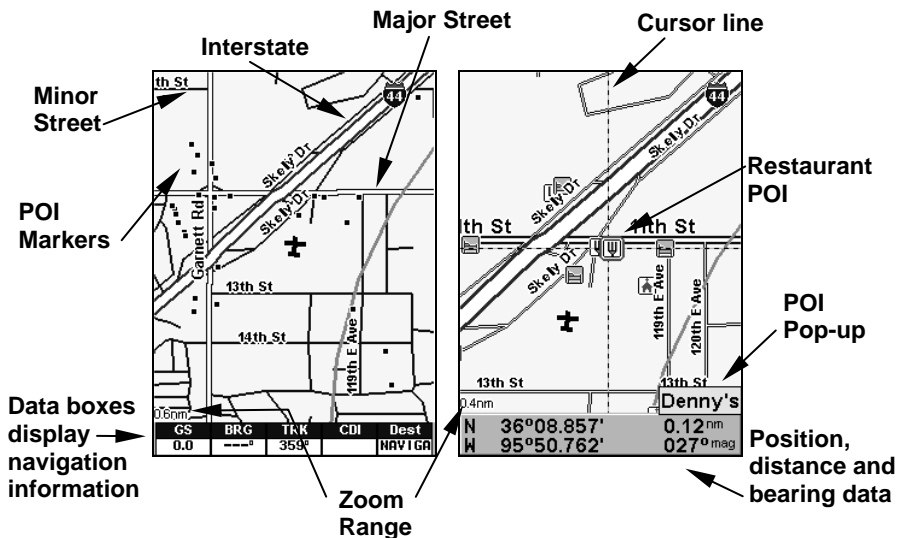 Major Street
Interstate
Cursor line
Minor
Street
POI
Markers
Data boxes
display
navigation
information
Zoom
Range
Restaurant
POI
POI
Pop-up
Position,
distance and
bearing data
th St
44
Skelly Dr
Skelly Dr
Garnett Rd
13th St
14th St
119th E Ave
0.6nm
GS BRG TRK CDI Dest
0.0 ---° 359° NAVIGA
44
Skelly Dr
Skelly Dr
Skelly Dr
11th St
11th St
119th E Ave
120th E Ave
13th St
13th St
0.4nm
Denny's
N 36°08.857' 0.12nm
W 95°50.762' 027° mag